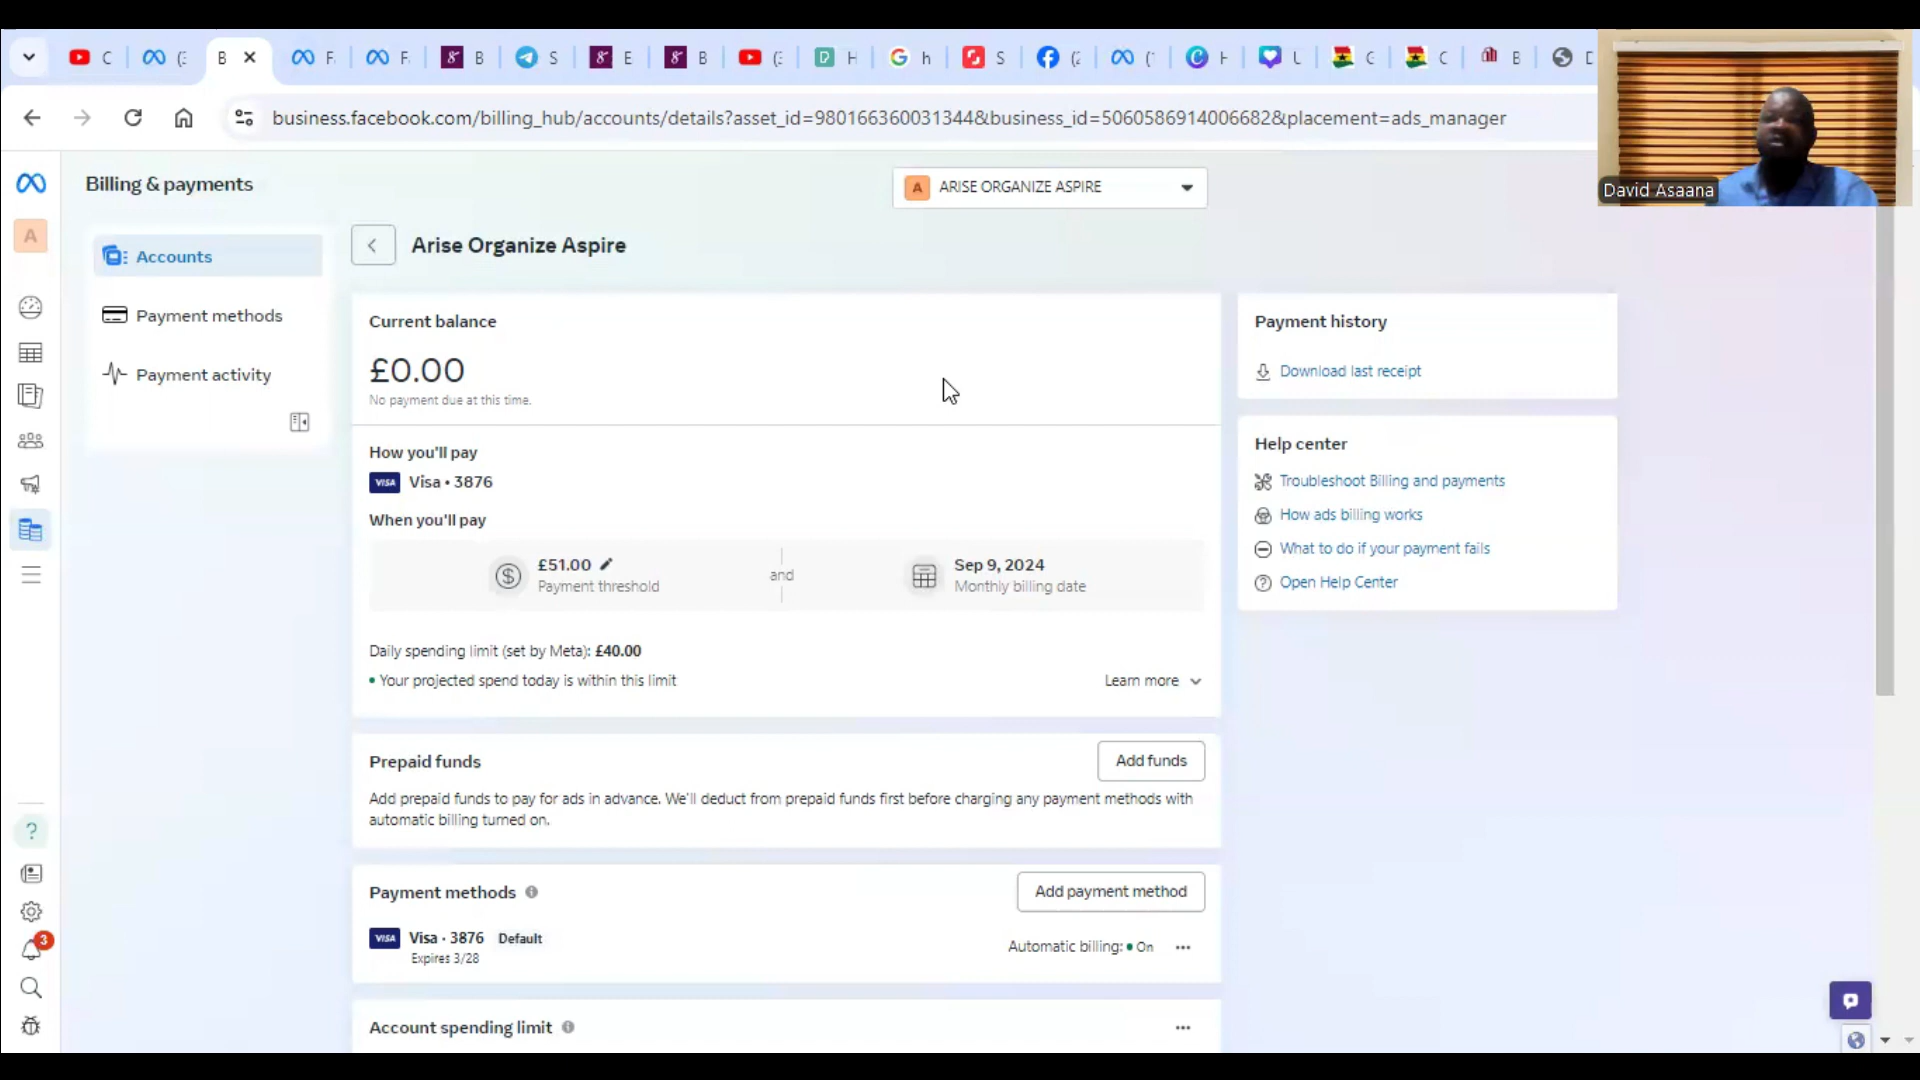 C
(:
B
F
F
B
S
E
B
(:
H
h
S
(2
('
H
L
C
C
B
D
business.facebook.com/billing_hub/accounts/details?asset_id=980166360031344&business_id=5060586914006682&placement=ads_manager
David Asaana
Billing & payments
A ARISE ORGANIZE ASPIRE
A
Accounts
Payment methods
Payment activity
Arise Organize Aspire
Current balance
£0.00
No payment due at this time.
How you'll pay
VISA Visa • 3876
When you'll pay
£51.00
Payment threshold
and
Sep 9, 2024
Monthly billing date
Daily spending limit (set by Meta): £40.00
• Your projected spend today is within this limit
Learn more
Payment history
Download last receipt
Help center
Troubleshoot Billing and payments
How ads billing works
What to do if your payment fails
Open Help Center
Prepaid funds
Add funds
Add prepaid funds to pay for ads in advance. We'll deduct from prepaid funds first before charging any payment methods with
automatic billing turned on.
Payment methods
Add payment method
VISA Visa · 3876 Default
Expires 3/28
Automatic billing: • On
Account spending limit
3